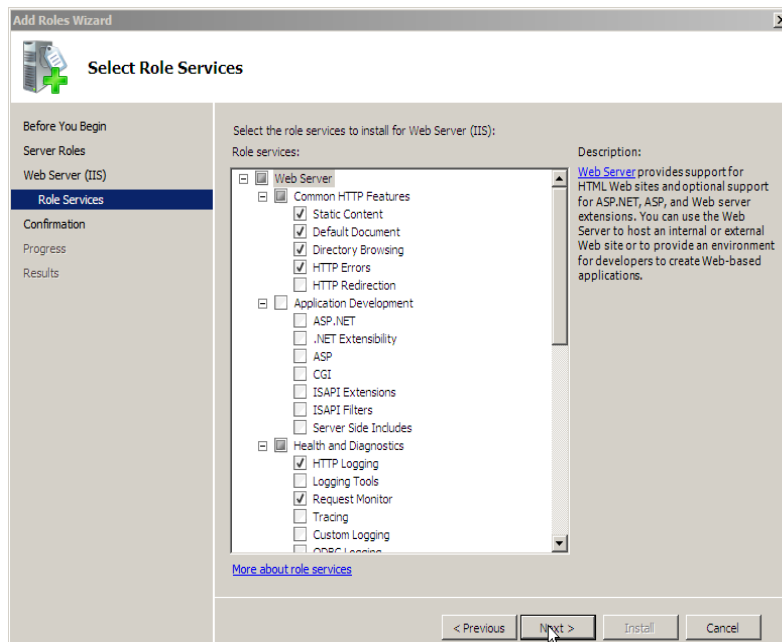 Add Roles Wizard
Select Role Services
Before You Begin
Server Roles
Web Server (IIS)
Role Services
Confirmation
Progress
Results
Select the role services to install for Web Server (IIS):
Role services:
Web Server
Common HTTP Features
Static Content
Default Document
Directory Browsing
HTTP Errors
HTTP Redirection
Application Development
ASP.NET
.NET Extensibility
ASP
CGI
ISAPI Extensions
ISAPI Filters
Server Side Includes
Health and Diagnostics
HTTP Logging
Logging Tools
Request Monitor
Tracing
Custom Logging
ODBC Logging
More about role services
Description:
Web Server provides support for
HTML Web sites and optional support
for ASP.NET, ASP, and Web server
extensions. You can use the Web
Server to host an internal or external
Web site or to provide an environment
for developers to create Web-based
applications.
< Previous
Next >
Install
Cancel